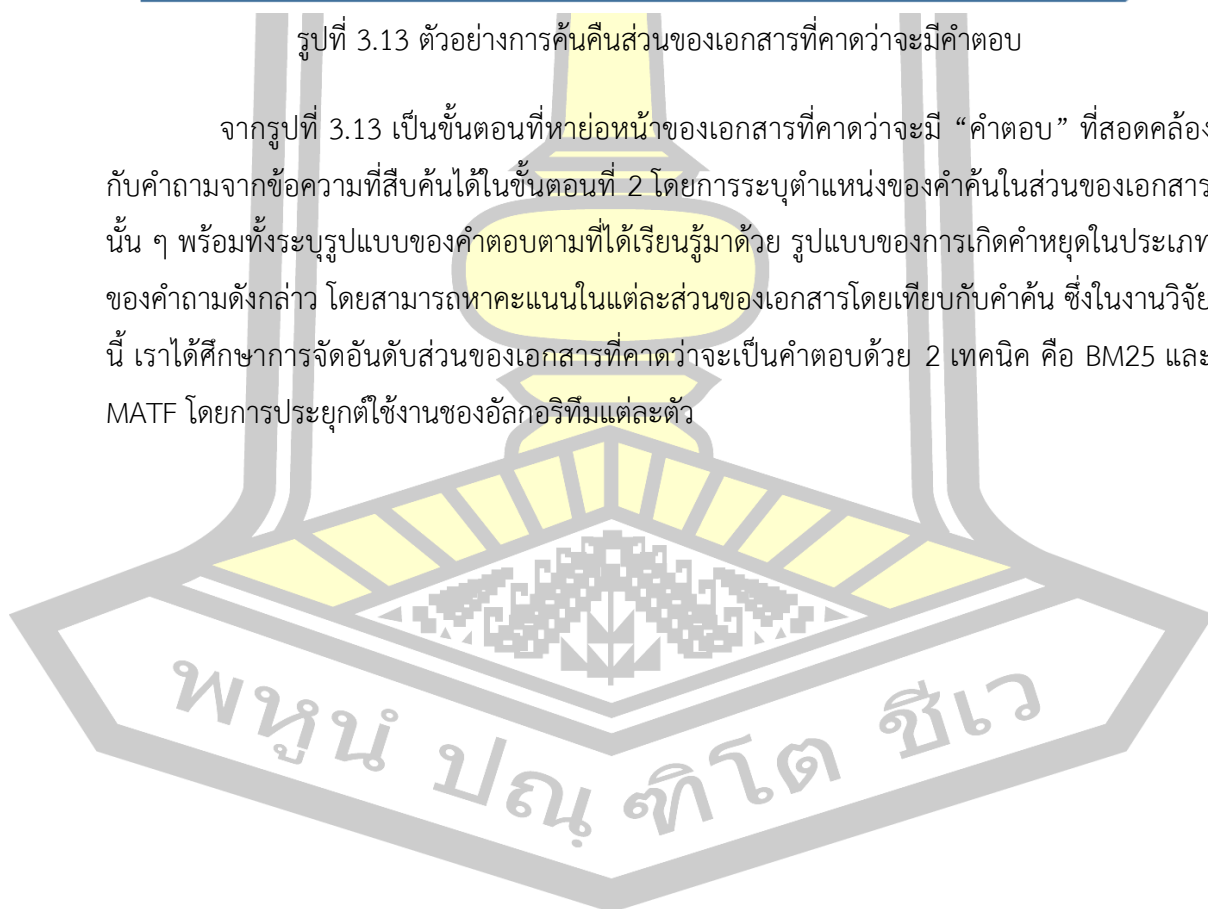 รูปที่ 3.13 ตัวอย่างการค้นคืนส่วนของเอกสารที่คาดว่าจะมีคำตอบ
จากรูปที่ 3.13 เป็นขั้นตอนที่หาย่อหน้าของเอกสารที่คาดว่าจะมี “คำตอบ” ที่สอดคล้อง
กับคำถามจากข้อความที่สืบค้นได้ในขั้นตอนที่ 2 โดยการระบุตำแหน่งของคำค้นในส่วนของเอกสาร
นั้น ๆ พร้อมทั้งระบุรูปแบบของคำตอบตามที่ได้เรียนรู้มาด้วย รูปแบบของการเกิดคำหยุดในประเภท
ของคำถามดังกล่าว โดยสามารถหาคะแนนในแต่ละส่วนของเอกสารโดยเทียบกับคำค้น ซึ่งในงานวิจัย
นี้ เราได้ศึกษาการจัดอันดับส่วนของเอกสารที่คาดว่าจะเป็นคำตอบด้วย 2 เทคนิค คือ BM25 และ
MATF โดยการประยุกต์ใช้งานชองอัลกอริทึมแต่ละตัว
พหูนํ ปณฺฑิโต ชีเว